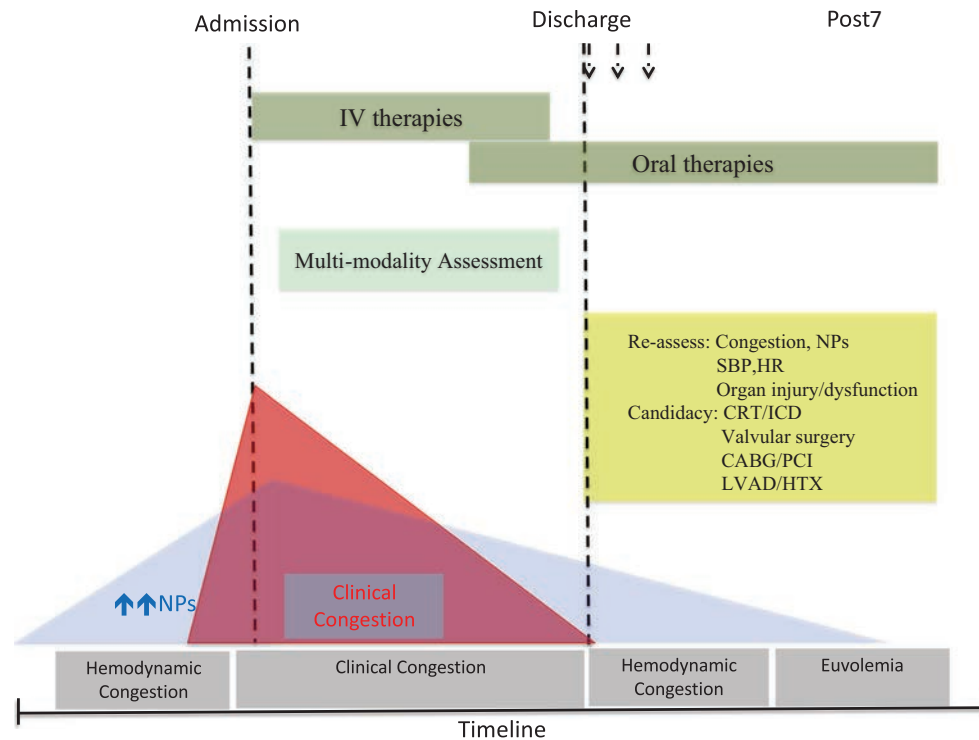 Admission
Discharge
Post7
IV therapies
Oral therapies
Multi-modality Assessment
Re-assess: Congestion, NPs
SBP,HR
Organ injury/dysfunction
Candidacy: CRT/ICD
Valvular surgery
CABG/PCI
LVAD/HTX
NPs
Clinical
Congestion
Hemodynamic
Congestion
Clinical Congestion
Hemodynamic
Congestion
Euvolemia
Timeline